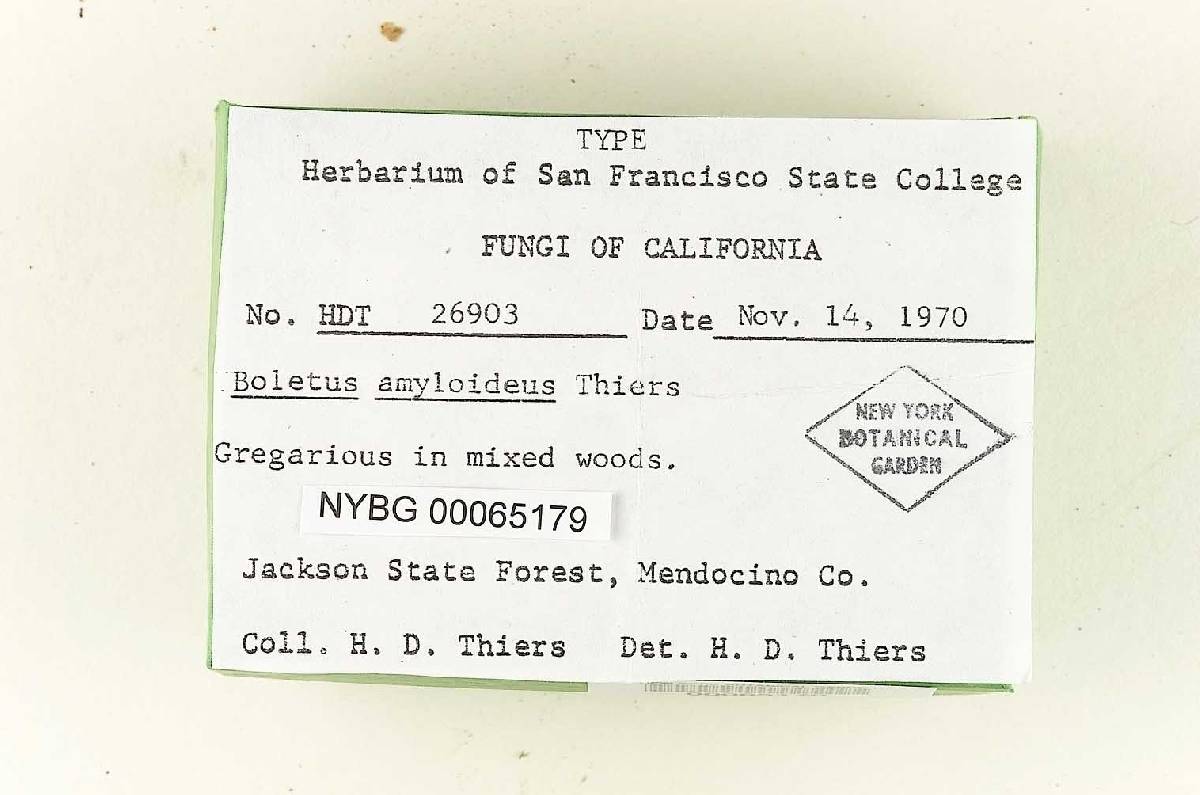 TYPE
Herbarium of San Francisco State College
FUNGI OF CALIFORNIA
No. HDT 26903 Date Nov. 14, 1970
Boletus amyloideus Thiers
NEW YORK
BOTANICAL
GARDEN
Gregarious in mixed woods.
NYBG 00065179
Jackson State Forest, Mendocino Co.
Coll. H. D. Thiers Det. H. D. Thiers